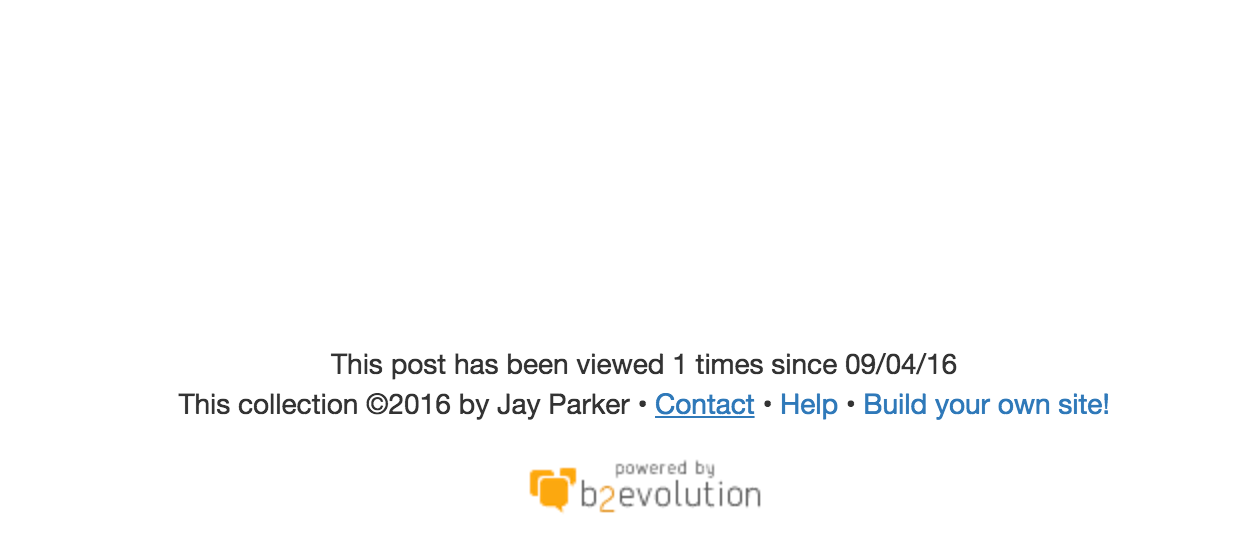 This post has been viewed 1 times since 09/04/16
This collection ©2016 by Jay Parker • Contact • Help • Build your own site!
powered by
b2evolution